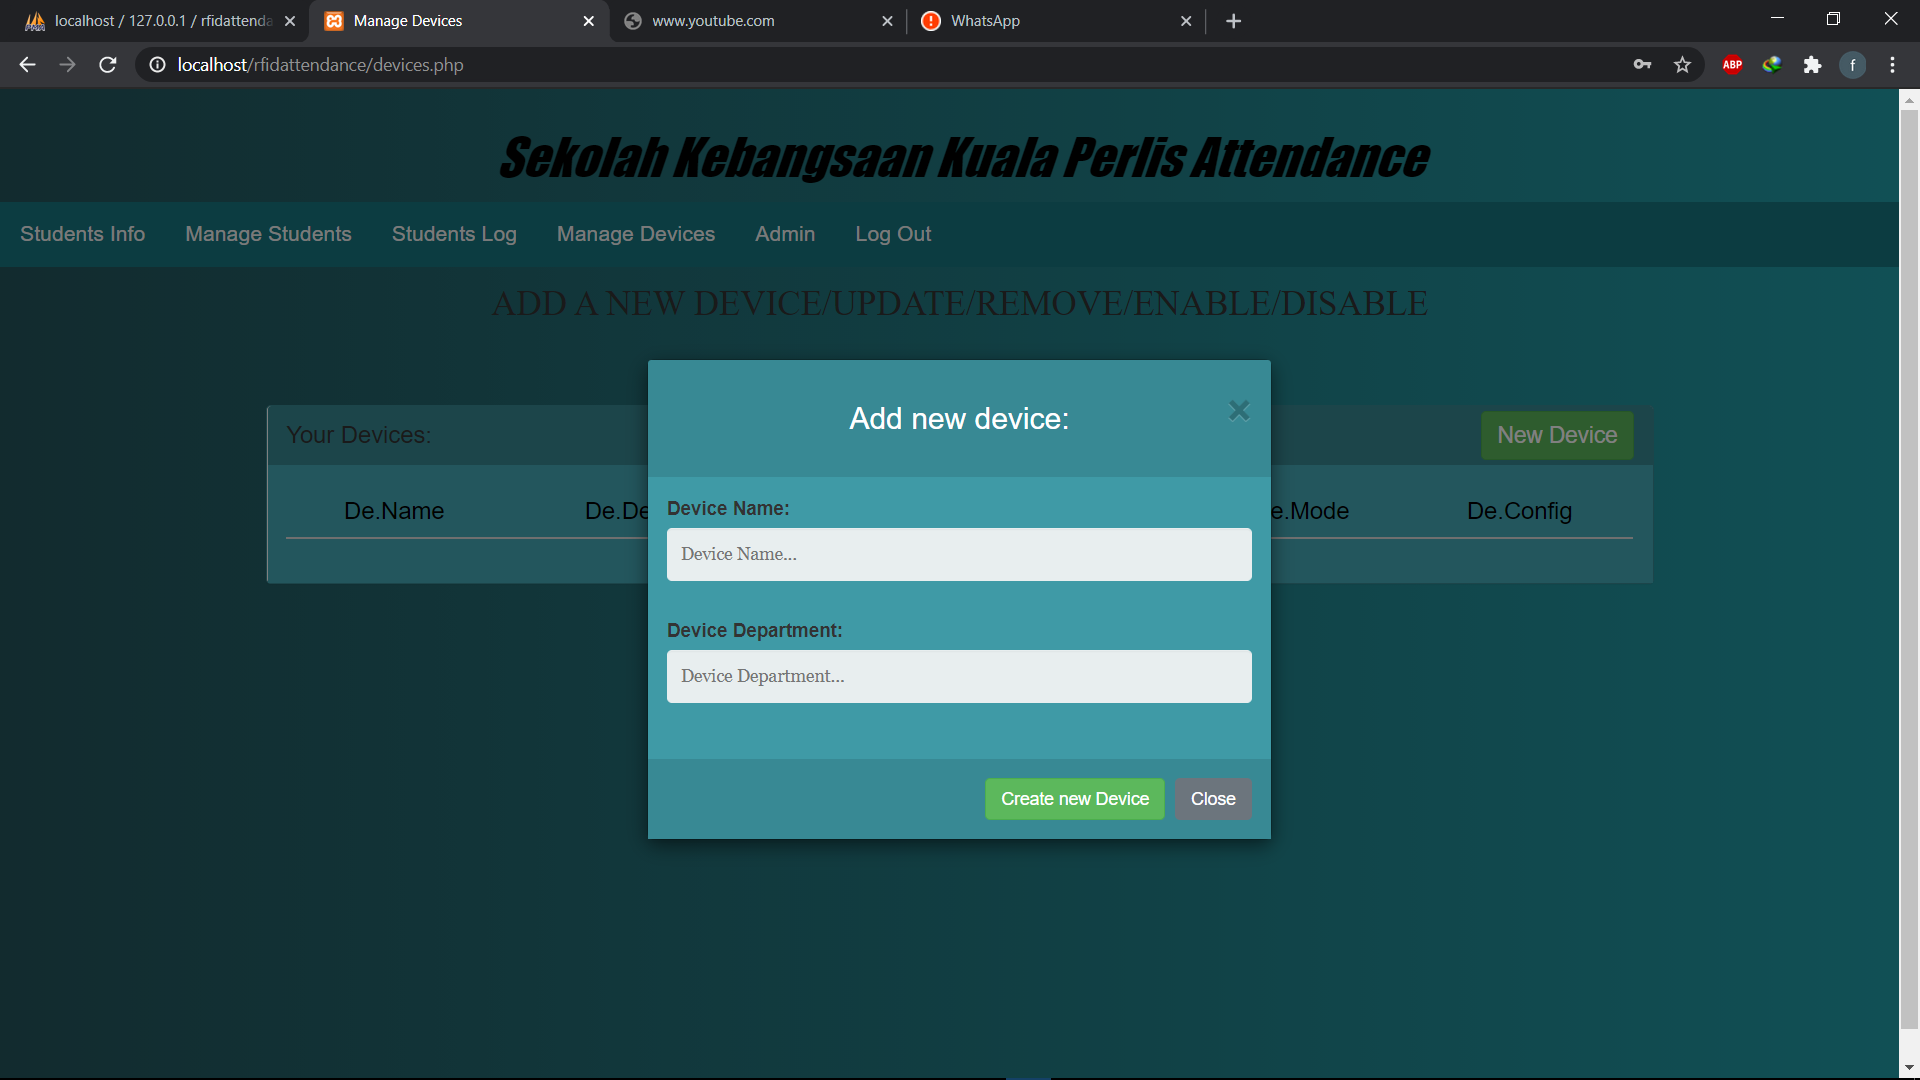 localhost / 127.0.0.1 / rfidattenda
Manage Devices
www.youtube.com
WhatsApp
localhost/rfidattendance/devices.php
ABP
f
Sekolah Kebangsaan Kuala Perlis Attendance
Students Info
Manage Students
Students Log
Manage Devices
Admin
Log Out
ADD A NEW DEVICE/UPDATE/REMOVE/ENABLE/DISABLE
Your Devices:
New Device
De.Name
De.De
e.Mode
De.Config
Add new device:
Device Name:
Device Name...
Device Department:
Device Department...
Create new Device
Close